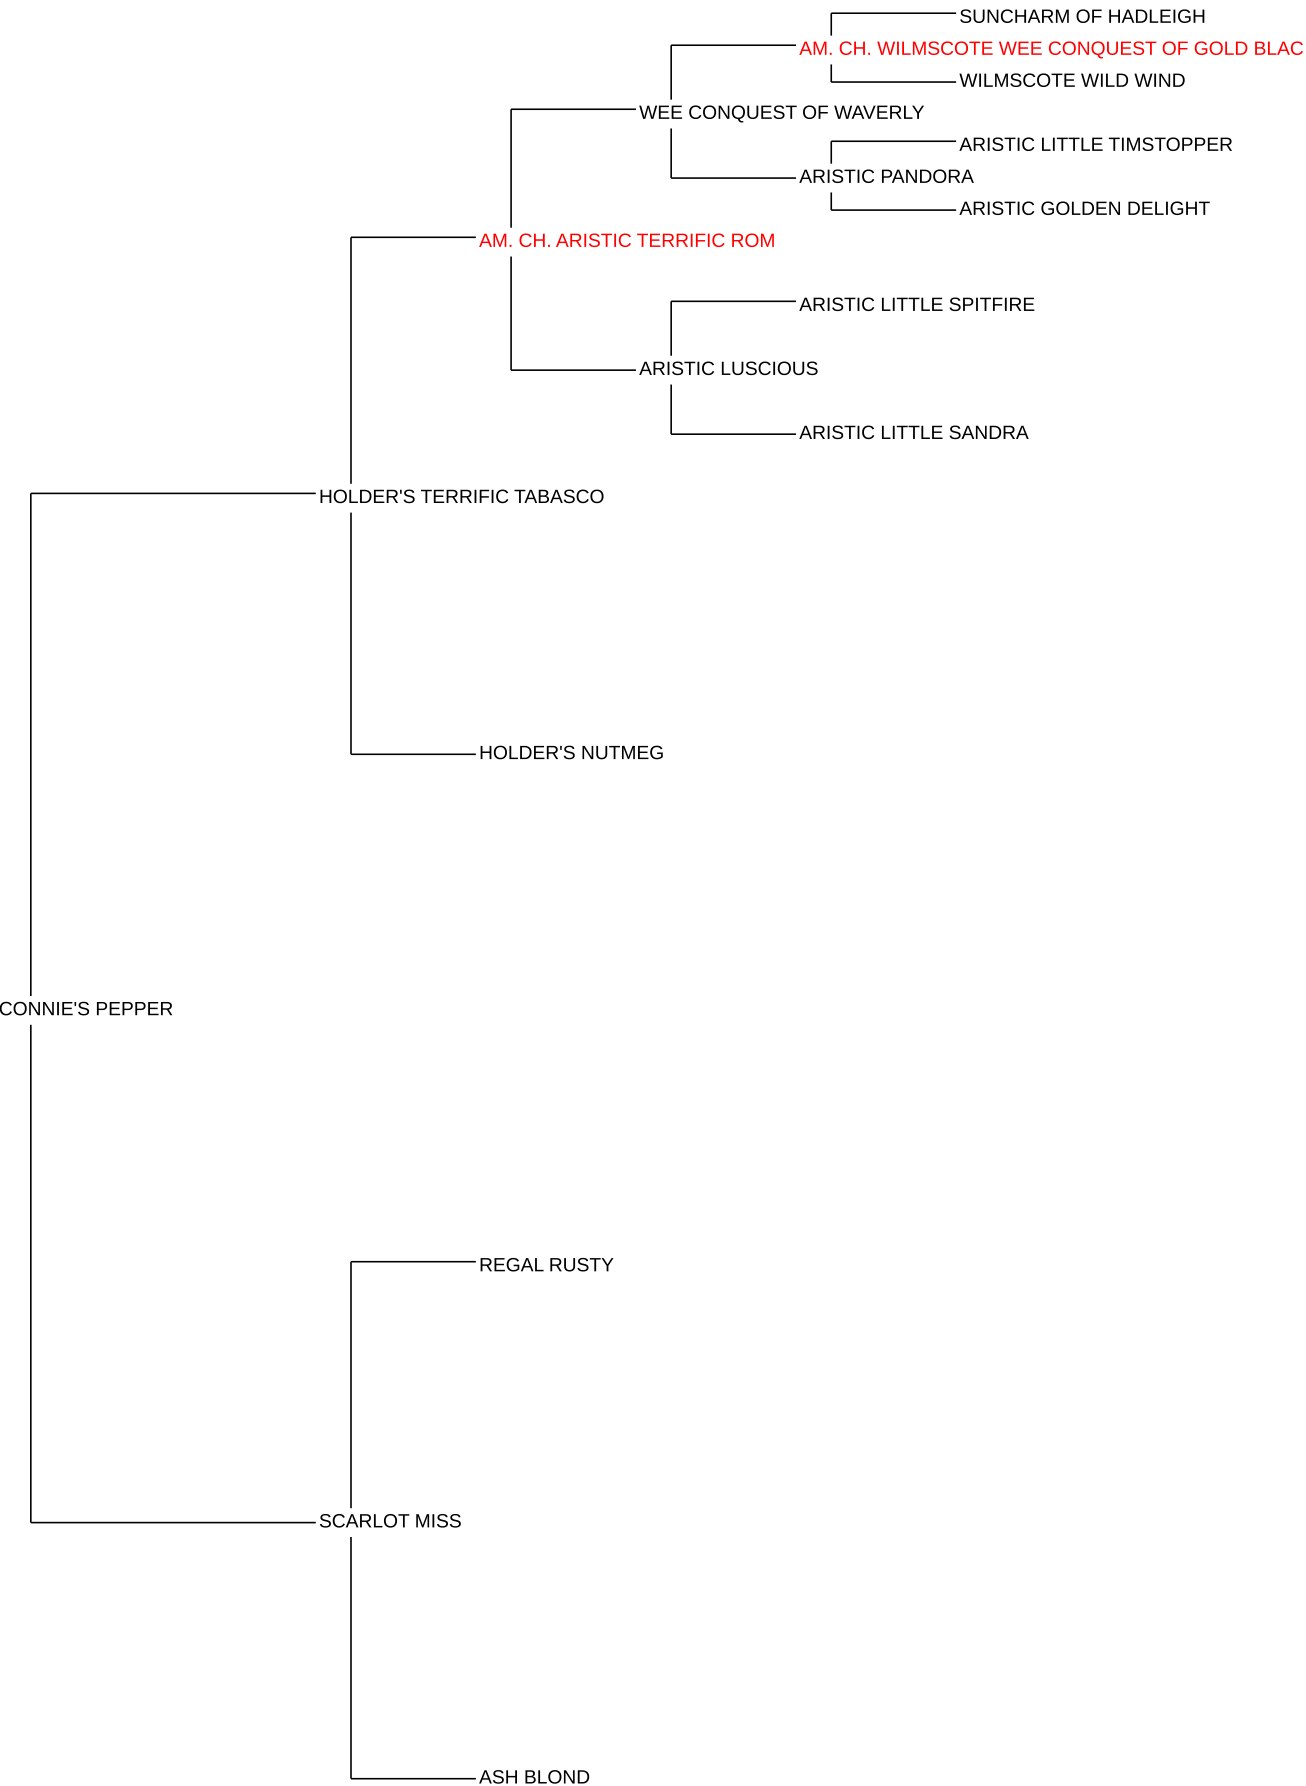 SUNCHARM OF HADLEIGH
AM. CH. WILMSCOTE WEE CONQUEST OF GOLD BLAC
WILMSCOTE WILD WIND
WEE CONQUEST OF WAVERLY
ARISTIC LITTLE TIMSTOPPER
ARISTIC PANDORA
ARISTIC GOLDEN DELIGHT
AM. CH. ARISTIC TERRIFIC ROM
ARISTIC LITTLE SPITFIRE
ARISTIC LUSCIOUS
ARISTIC LITTLE SANDRA
HOLDER'S TERRIFIC TABASCO
HOLDER'S NUTMEG
CONNIE'S PEPPER
REGAL RUSTY
SCARLOT MISS
ASH BLOND